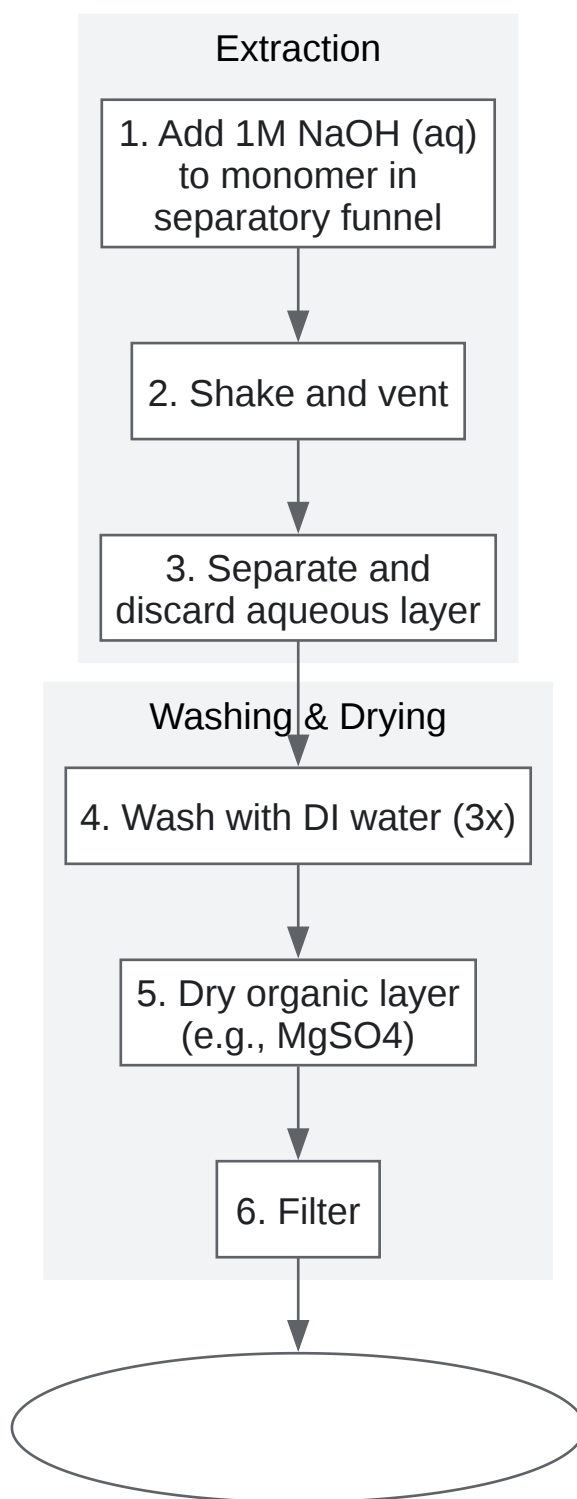 Extraction
1. Add 1M NaOH (aq)
to monomer in
separatory funnel
2. Shake and vent
3. Separate and
discard aqueous layer
Washing & Drying
4. Wash with DI water (3x)
5. Dry organic layer
(e.g., MgSO4)
6. Filter